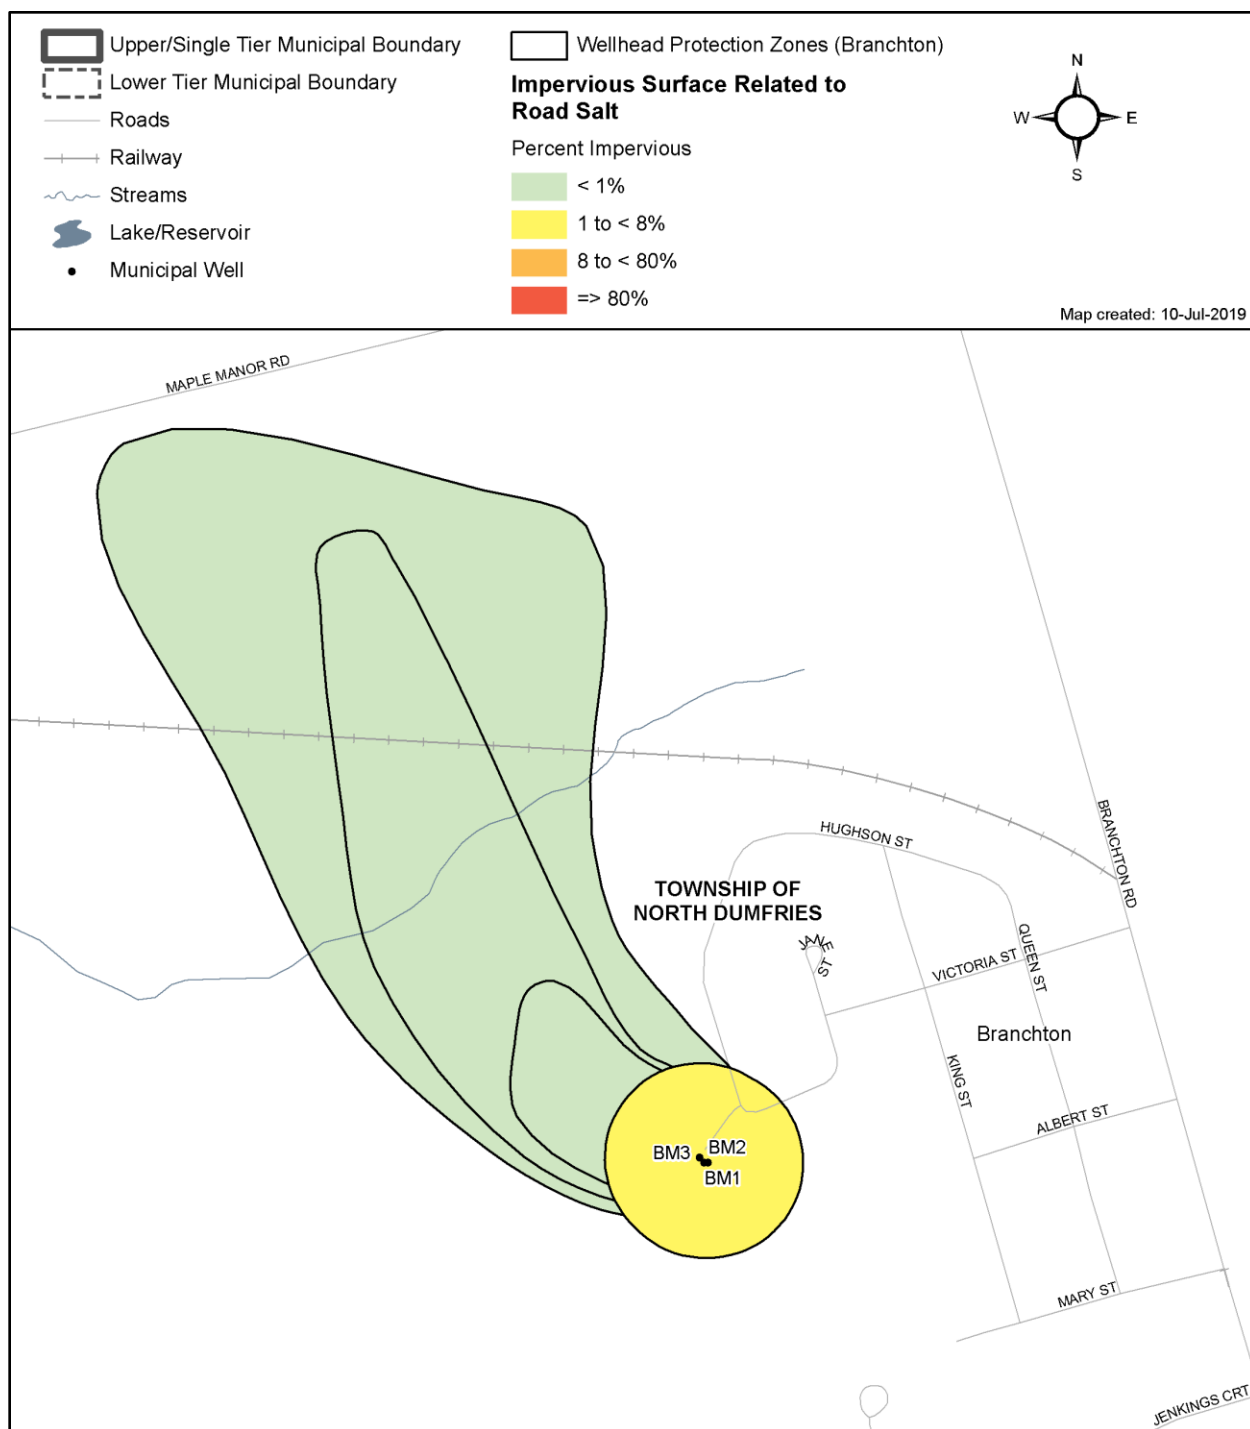 Upper/Single Tier Municipal Boundary
Lower Tier Municipal Boundary
Roads
Railway
Streams
Lake/Reservoir
Municipal Well
Wellhead Protection Zones (Branchton)
Impervious Surface Related to
Road Salt
Percent Impervious
< 1%
1 to < 8%
8 to < 80%
=> 80%
N
W E
S
Map created: 10-Jul-2019
MAPLE MANOR RD
BRANCHTON RD
HUGHSON ST
TOWNSHIP OF
NORTH DUMFRIES
JANE
ST
QUEEN ST
VICTORIA ST
Branchton
KING ST
ALBERT ST
BM3
BM2
BM1
MARY ST
JENKINGS CRT